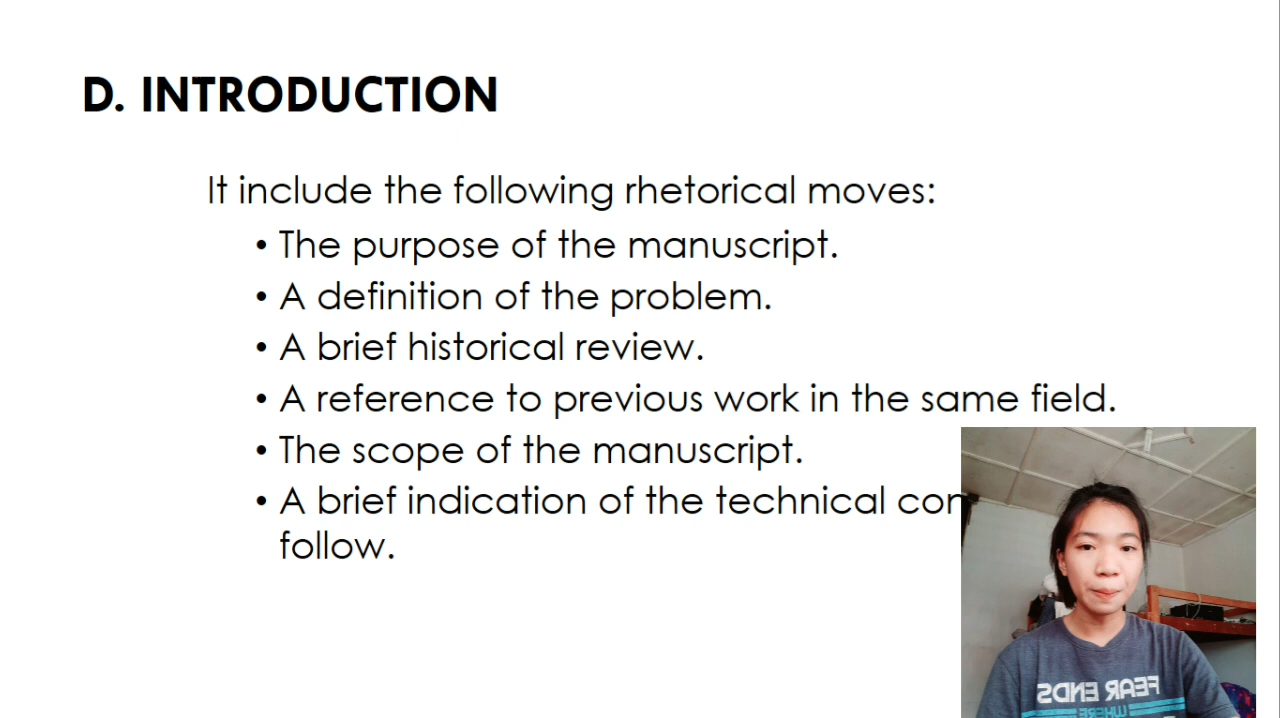 D. INTRODUCTION
It include the following rhetorical moves:
• The purpose of the manuscript.
• A definition of the problem.
• A brief historical review.
• A reference to previous work in the same field.
• The scope of the manuscript.
• A brief indication of the technical
follow.
FEAR ENDS
WHERE